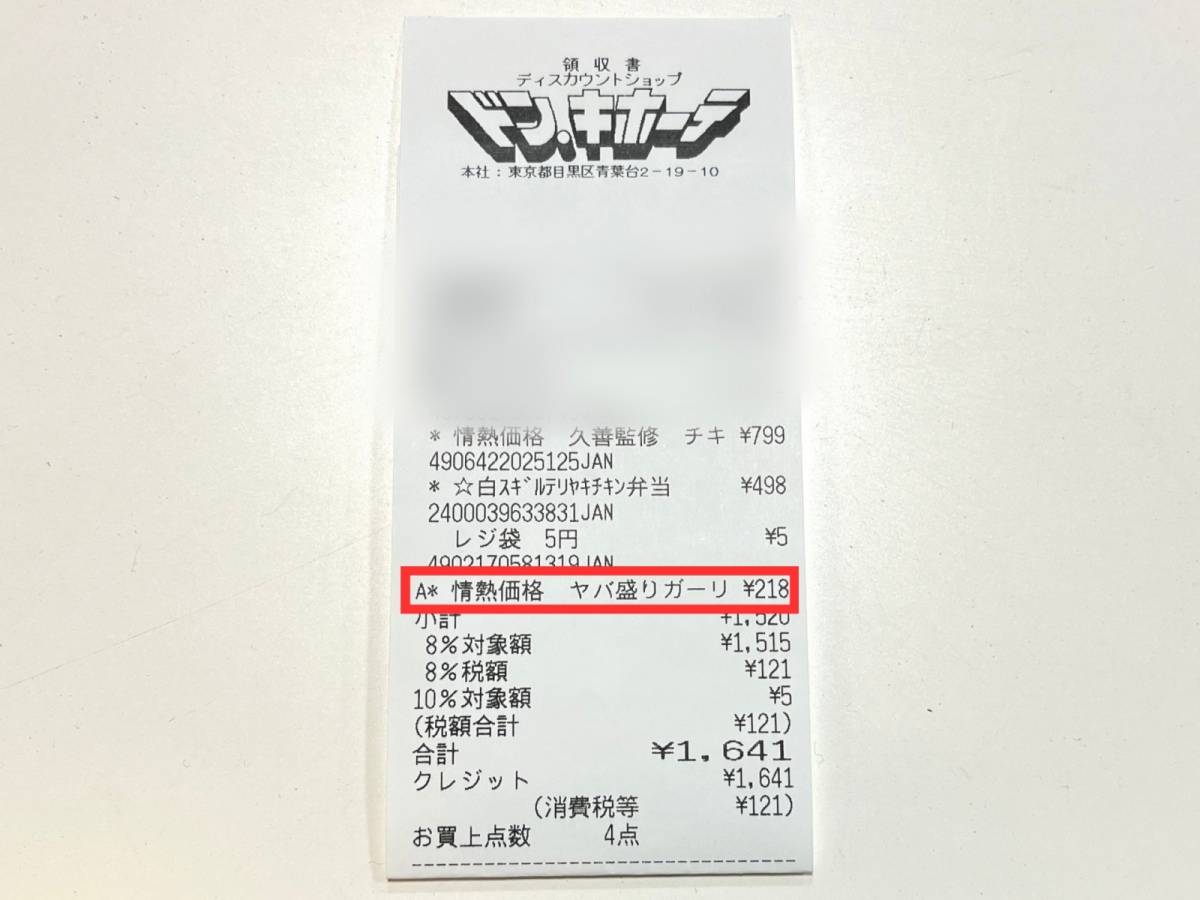 領収書
ディスカウントショップ
ドン.キホーテ
本社：東京都目黒区青葉台2-19-10
* 情熱価格 久善監修 チキ ¥799
4906422025125JAN
* ☆白ｽｷﾞﾙﾃﾘﾔｷﾁｷﾝ弁当 ¥498
2400039633831JAN
レジ袋 5円 ¥5
4902170581319JAN
A* 情熱価格 ヤバ盛りガーリ ¥218
小計 ¥1,520
8%対象額 ¥1,515
8%税額 ¥121
10%対象額 ¥5
(税額合計 ¥121)
合計 ¥1,641
クレジット ¥1,641
(消費税等 ¥121)
お買上点数 4点